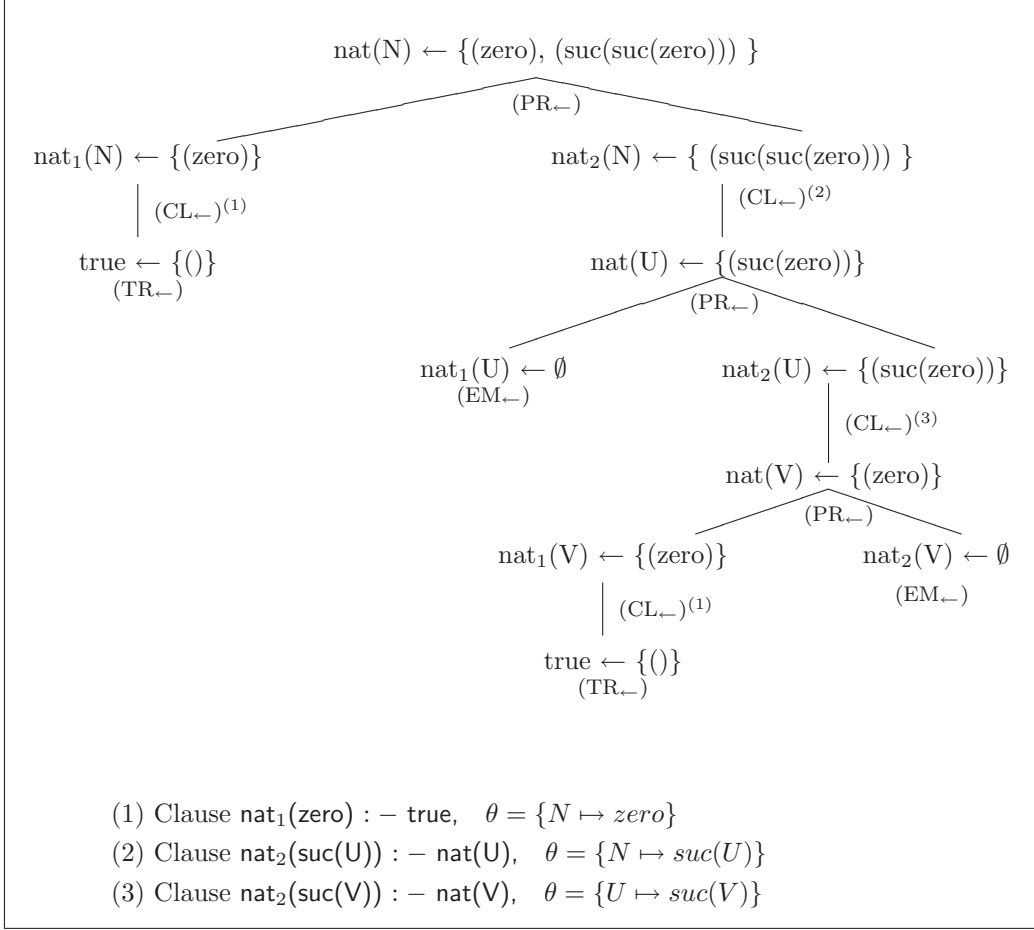 nat(N) ← {(zero), (suc(suc(zero))) }
(PR←)
nat₁(N) ← {(zero)} nat₂(N) ← { (suc(suc(zero))) }
(CL←)⁽¹⁾ (CL←)⁽²⁾
true ← {()} nat(U) ← {(suc(zero))}
(TR←) (PR←)
nat₁(U) ← ∅ nat₂(U) ← {(suc(zero))}
(EM←)
(CL←)⁽³⁾
nat(V) ← {(zero)}
(PR←)
nat₁(V) ← {(zero)} nat₂(V) ← ∅
(EM←)
(CL←)⁽¹⁾
true ← {()}
(TR←)
(1) Clause nat₁(zero) : − true, θ = {N ↦ zero}
(2) Clause nat₂(suc(U)) : − nat(U), θ = {N ↦ suc(U)}
(3) Clause nat₂(suc(V)) : − nat(V), θ = {U ↦ suc(V)}